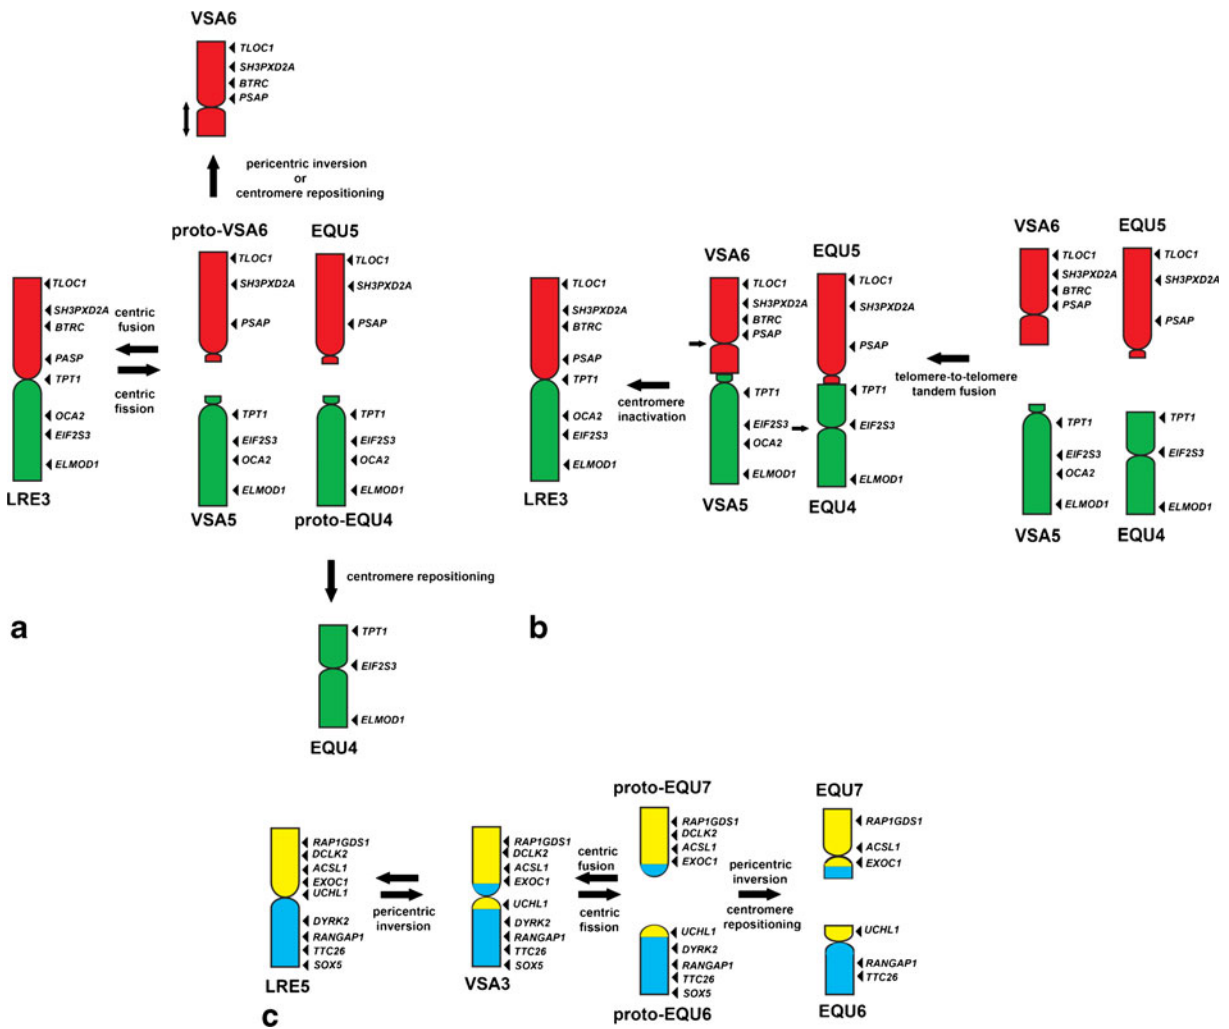 VSA6
TLOC1
SH3PXD2A
BTRC
PSAP
pericentric inversion
or
centromere repositioning
proto-VSA6
EQU5
TLOC1
SH3PXD2A
BTRC
PASP
TPT1
OCA2
EIF2S3
ELMOD1
LRE3
centric
fusion
centric
fission
TLOC1
SH3PXD2A
PSAP
TPT1
EIF2S3
OCA2
ELMOD1
VSA5
TLOC1
SH3PXD2A
PSAP
TPT1
EIF2S3
OCA2
ELMOD1
proto-EQU4
centromere repositioning
TPT1
EIF2S3
ELMOD1
EQU4
a
TLOC1
SH3PXD2A
BTRC
PSAP
TPT1
OCA2
EIF2S3
ELMOD1
LRE3
centromere
inactivation
VSA6
TLOC1
SH3PXD2A
BTRC
PSAP
TPT1
EIF2S3
OCA2
ELMOD1
VSA5
EQU5
TLOC1
SH3PXD2A
PSAP
TPT1
EIF2S3
ELMOD1
EQU4
telomere-to-telomere
tandem fusion
VSA6
TLOC1
SH3PXD2A
BTRC
PSAP
EQU5
TLOC1
SH3PXD2A
PSAP
TPT1
EIF2S3
OCA2
ELMOD1
VSA5
TPT1
EIF2S3
ELMOD1
EQU4
b
RAP1GDS1
DCLK2
ACSL1
EXOC1
UCHL1
DYRK2
RANGAP1
TTC26
SOX5
LRE5
pericentric
inversion
RAP1GDS1
DCLK2
ACSL1
EXOC1
UCHL1
DYRK2
RANGAP1
TTC26
SOX5
VSA3
centric
fusion
centric
fission
proto-EQU7
RAP1GDS1
DCLK2
ACSL1
EXOC1
UCHL1
DYRK2
RANGAP1
TTC26
SOX5
proto-EQU6
pericentric
inversion
centromere
repositioning
EQU7
RAP1GDS1
ACSL1
EXOC1
UCHL1
RANGAP1
TTC26
EQU6
c